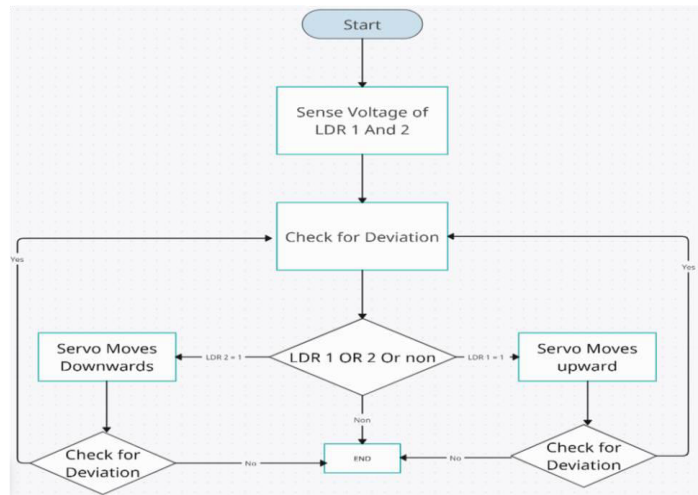 Start
Sense Voltage of
LDR 1 And 2
Check for Deviation
Yes
Yes
Servo Moves
Downwards
LDR 2 = 1
LDR 1 OR 2 Or non
LDR 1 = 1
Servo Moves
upward
Non
Check for
Deviation
No
END
No
Check for
Deviation